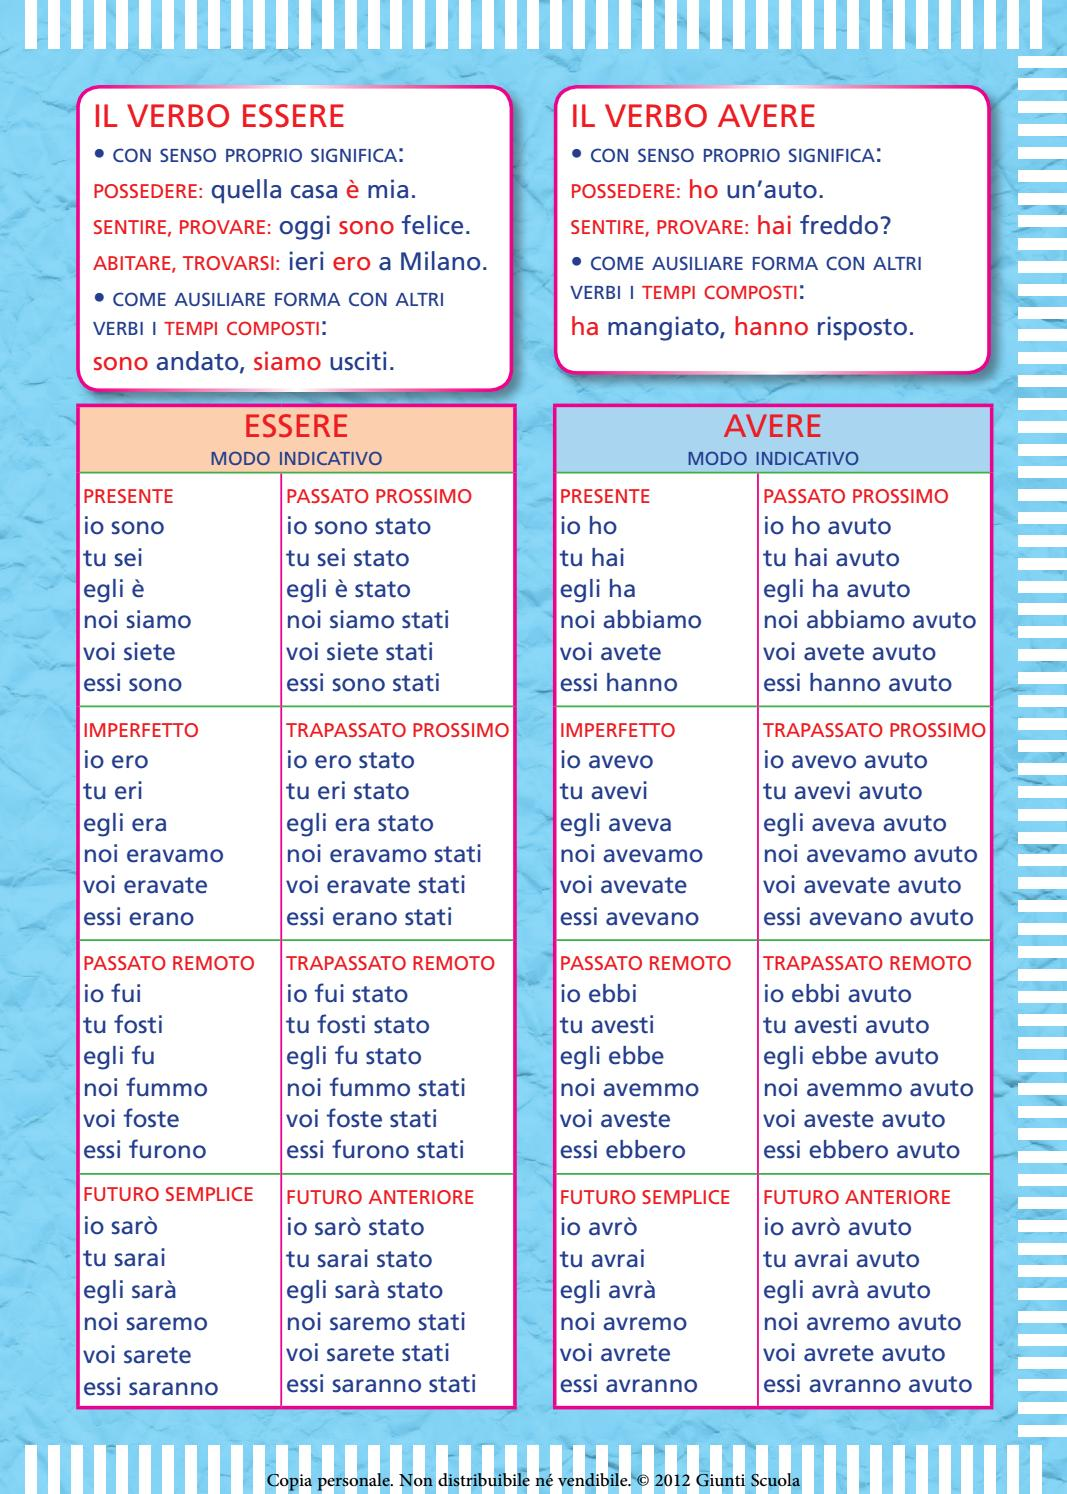 IL VERBO ESSERE
• CON SENSO PROPRIO SIGNIFICA:
POSSEDERE: quella casa è mia.
SENTIRE, PROVARE: oggi sono felice.
ABITARE, TROVARSI: ieri ero a Milano.
• COME AUSILIARE FORMA CON ALTRI
VERBI I TEMPI COMPOSTI:
sono andato, siamo usciti.
IL VERBO AVERE
• CON SENSO PROPRIO SIGNIFICA:
POSSEDERE: ho un'auto.
SENTIRE, PROVARE: hai freddo?
• COME AUSILIARE FORMA CON ALTRI
VERBI I TEMPI COMPOSTI:
ha mangiato, hanno risposto.
ESSERE
MODO INDICATIVO
PRESENTE
io sono
tu sei
egli è
noi siamo
voi siete
essi sono
PASSATO PROSSIMO
io sono stato
tu sei stato
egli è stato
noi siamo stati
voi siete stati
essi sono stati
IMPERFETTO
io ero
tu eri
egli era
noi eravamo
voi eravate
essi erano
TRAPASSATO PROSSIMO
io ero stato
tu eri stato
egli era stato
noi eravamo stati
voi eravate stati
essi erano stati
PASSATO REMOTO
io fui
tu fosti
egli fu
noi fummo
voi foste
essi furono
TRAPASSATO REMOTO
io fui stato
tu fosti stato
egli fu stato
noi fummo stati
voi foste stati
essi furono stati
FUTURO SEMPLICE
io sarò
tu sarai
egli sarà
noi saremo
voi sarete
essi saranno
FUTURO ANTERIORE
io sarò stato
tu sarai stato
egli sarà stato
noi saremo stati
voi sarete stati
essi saranno stati
AVERE
MODO INDICATIVO
PRESENTE
io ho
tu hai
egli ha
noi abbiamo
voi avete
essi hanno
PASSATO PROSSIMO
io ho avuto
tu hai avuto
egli ha avuto
noi abbiamo avuto
voi avete avuto
essi hanno avuto
IMPERFETTO
io avevo
tu avevi
egli aveva
noi avevamo
voi avevate
essi avevano
TRAPASSATO PROSSIMO
io avevo avuto
tu avevi avuto
egli aveva avuto
noi avevamo avuto
voi avevate avuto
essi avevano avuto
PASSATO REMOTO
io ebbi
tu avesti
egli ebbe
noi avemmo
voi aveste
essi ebbero
TRAPASSATO REMOTO
io ebbi avuto
tu avesti avuto
egli ebbe avuto
noi avemmo avuto
voi aveste avuto
essi ebbero avuto
FUTURO SEMPLICE
io avrò
tu avrai
egli avrà
noi avremo
voi avrete
essi avranno
FUTURO ANTERIORE
io avrò avuto
tu avrai avuto
egli avrà avuto
noi avremo avuto
voi avrete avuto
essi avranno avuto
Copia personale. Non distribuibile né vendibile. © 2012 Giunti Scuola